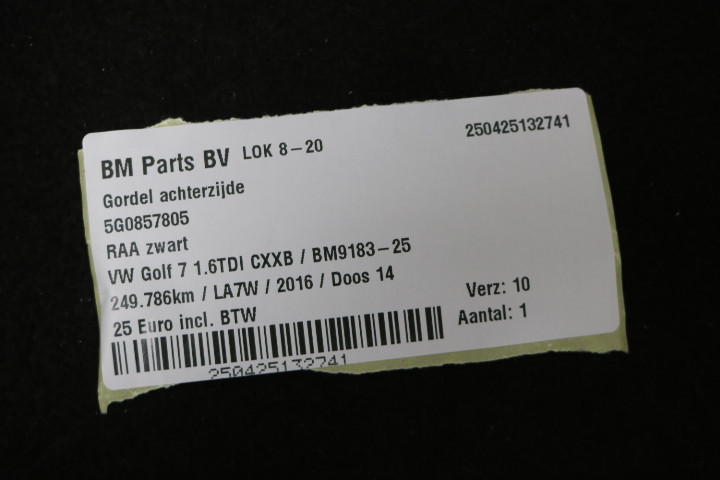 BM Parts BV LOK 8-20 250425132741
Gordel achterzijde
5G0857805
RAA zwart
VW Golf 7 1.6TDI CXXB / BM9183-25
249.786km / LA7W / 2016 / Doos 14
Verz: 10
25 Euro incl. BTW
Aantal: 1
250425132741